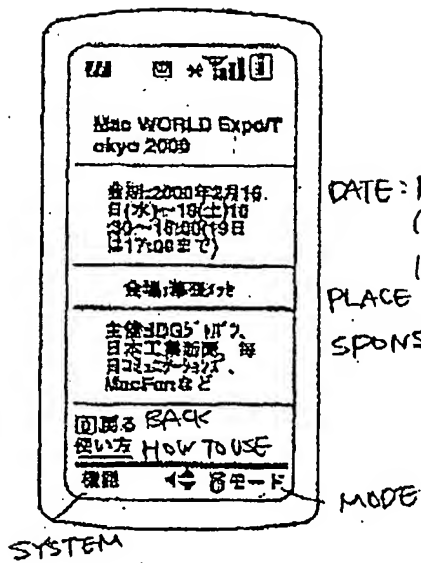 Mac WORLD Expo/T
okyo 2000
会期:2000年2月16
日(水)~19(土)10
:30~18:00(19日
は17:00まで)
会場:幕張メッセ
主催:IDGジャパン、
日本工業新聞、毎
日コミュニケーションズ、
MacFanなど
DATE:
PLACE
SPONS
戻る BACK
使い方 HOW TO USE
モード
MODE
SYSTEM